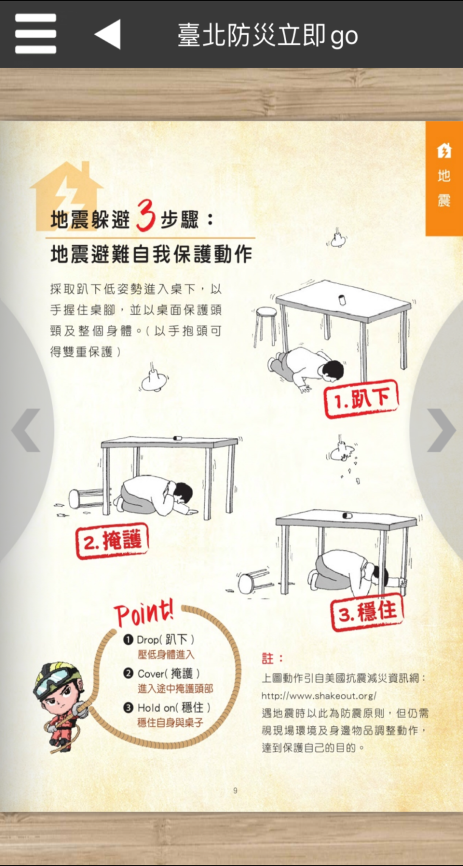 臺北防災立即go
地震
地震躲避3步驟：
地震避難自我保護動作
採取趴下低姿勢進入桌下，以
手握住桌腳，並以桌面保護頭
頸及整個身體。(以手抱頭可
得雙重保護)
1.趴下
2.掩護
3.穩住
Point!
❶ Drop(趴下)
壓低身體進入
❷ Cover(掩護)
進入途中掩護頭部
❸ Hold on(穩住)
穩住自身與桌子
註：
上圖動作引自美國抗震減災資訊網：
http://www.shakeout.org/
遇地震時以此為防震原則，但仍需
視現場環境及身邊物品調整動作，
達到保護自己的目的。
9